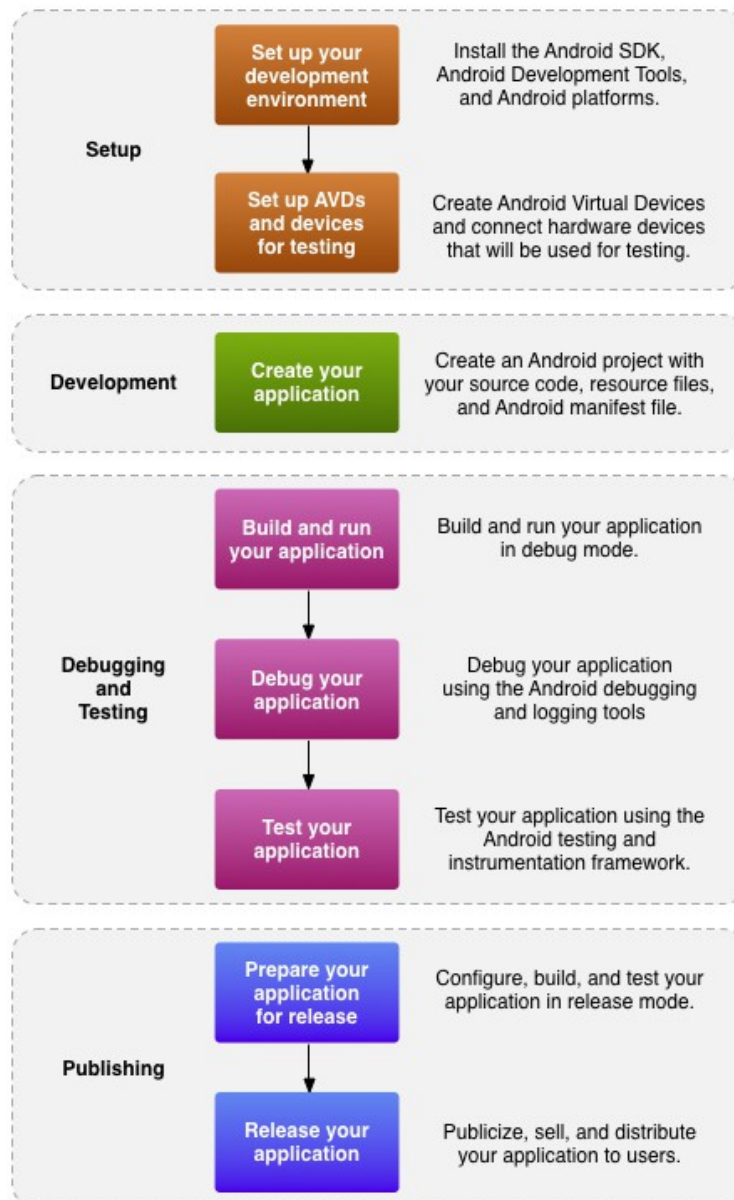 Set up your
development
environment
Install the Android SDK,
Android Development Tools,
and Android platforms.
Setup
Set up AVDs
and devices
for testing
Create Android Virtual Devices
and connect hardware devices
that will be used for testing.
Development
Create your
application
Create an Android project with
your source code, resource files,
and Android manifest file.
Build and run
your application
Build and run your application
in debug mode.
Debugging
and
Testing
Debug your
application
Debug your application
using the Android debugging
and logging tools
Test your
application
Test your application using the
Android testing and
instrumentation framework.
Prepare your
application
for release
Configure, build, and test your
application in release mode.
Publishing
Release your
application
Publicize, sell, and distribute
your application to users.